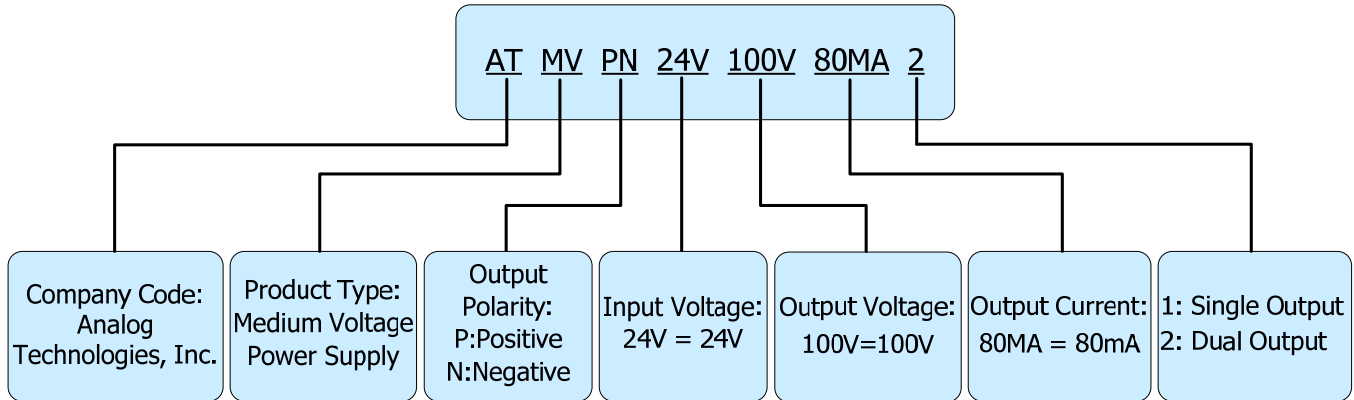 AT MV PN 24V 100V 80MA 2
Company Code:
Analog
Technologies, Inc.
Product Type:
Medium Voltage
Power Supply
Output
Polarity:
P:Positive
N:Negative
Input Voltage:
24V = 24V
Output Voltage:
100V=100V
Output Current:
80MA = 80mA
1: Single Output
2: Dual Output